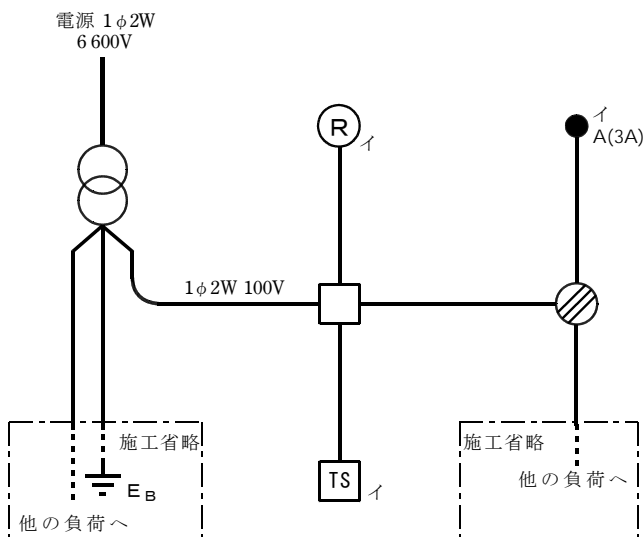 電源 1φ2W
6 600V
R
イ
イ
A(3A)
1φ2W 100V
施工省略
施工省略
TS
イ
EB
他の負荷へ
他の負荷へ